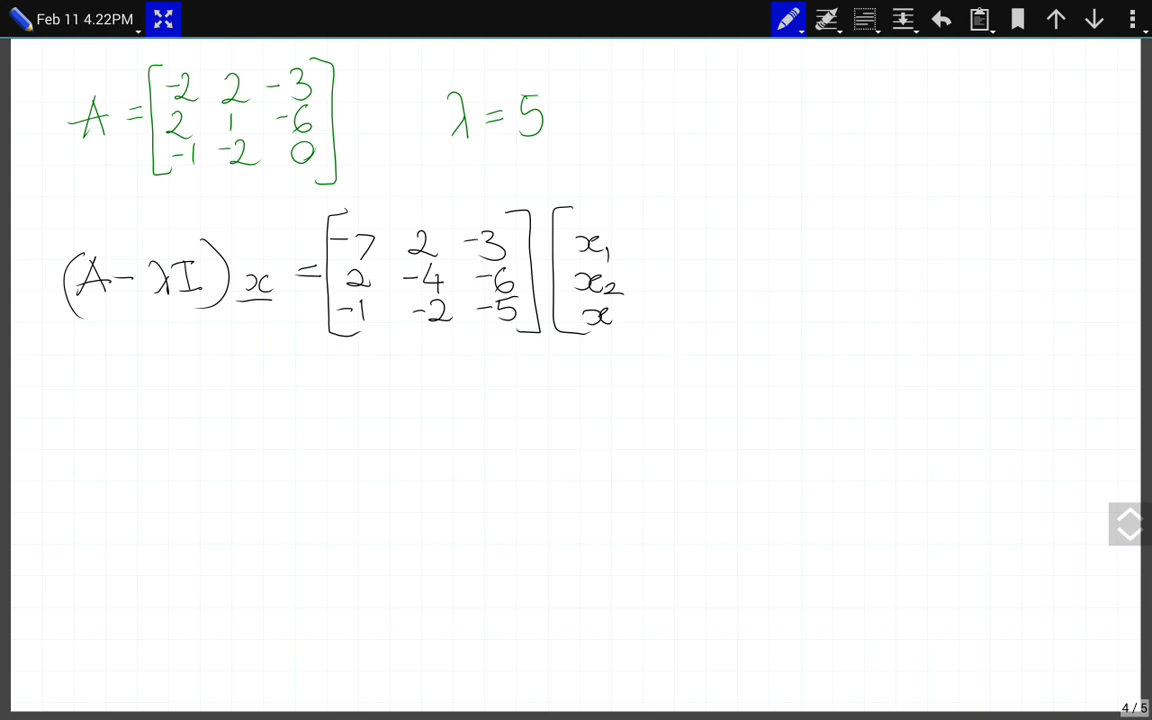 Feb 11 4.22PM
A = [-2 2 -3
2 1 -6
-1 -2 0] λ = 5
(A - λI) x = [-7 2 -3
2 -4 -6
-1 -2 -5] [x₁
x₂
x
4 / 5